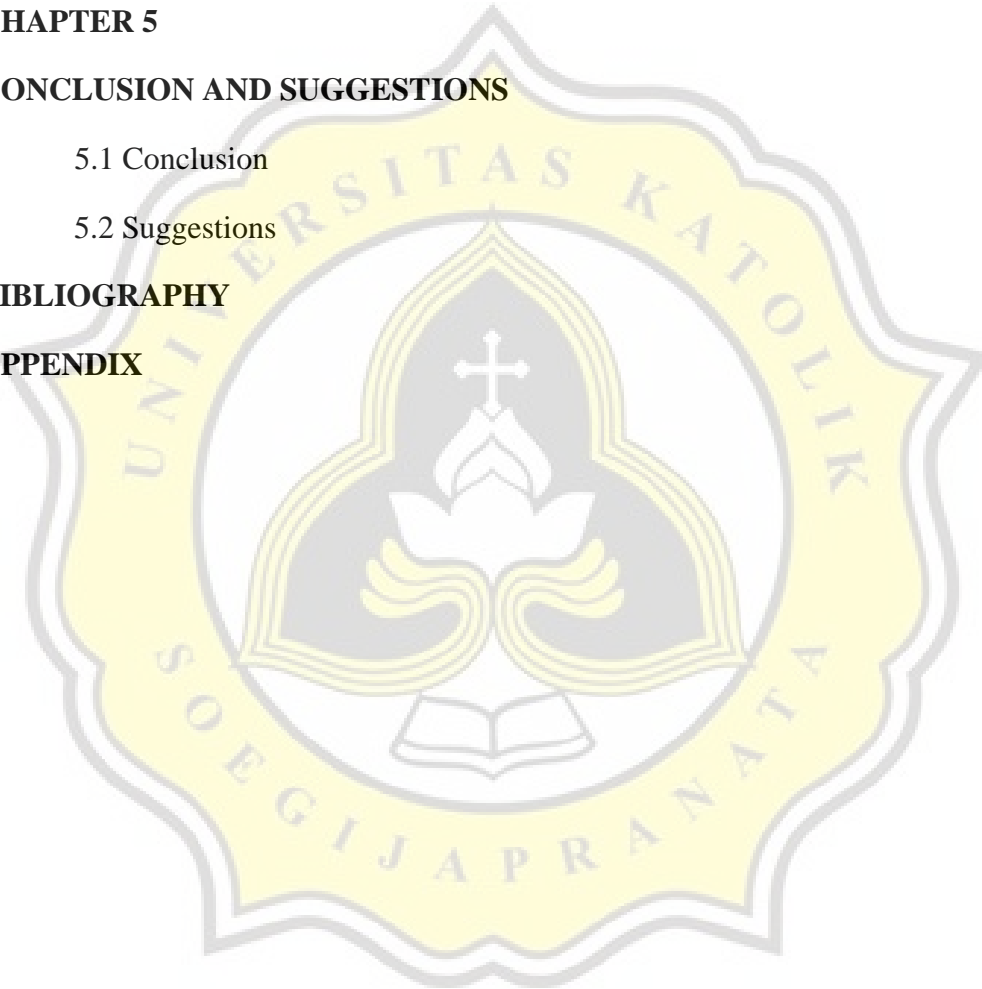 HAPTER 5
ONCLUSION AND SUGGESTIONS
5.1 Conclusion
5.2 Suggestions
IBLIOGRAPHY
PPENDIX
UNIVERSITAS KATOLIK
SOEGIJAPRANATA